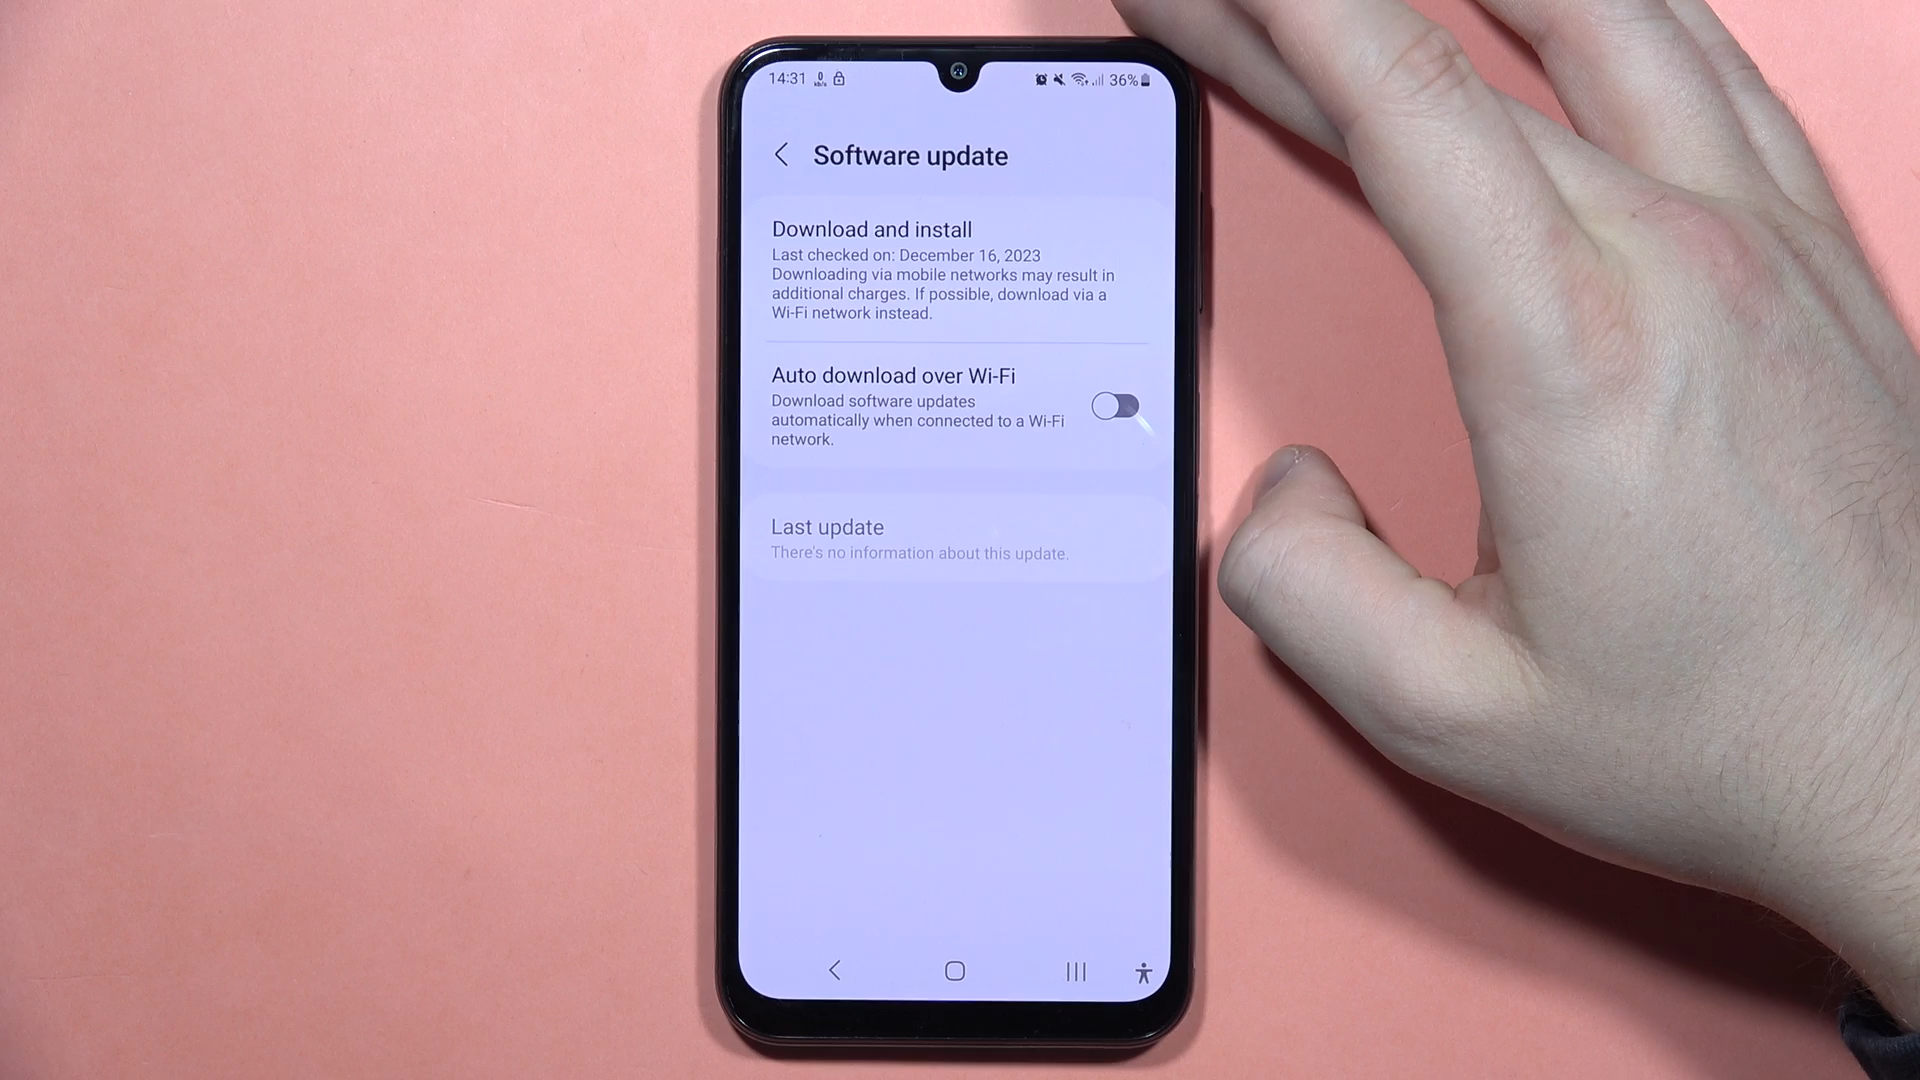 14:31
36%
Software update
Download and install
Last checked on: December 16, 2023
Downloading via mobile networks may result in
additional charges. If possible, download via a
Wi-Fi network instead.
Auto download over Wi-Fi
Download software updates
automatically when connected to a Wi-Fi
network.
Last update
There's no information about this update.